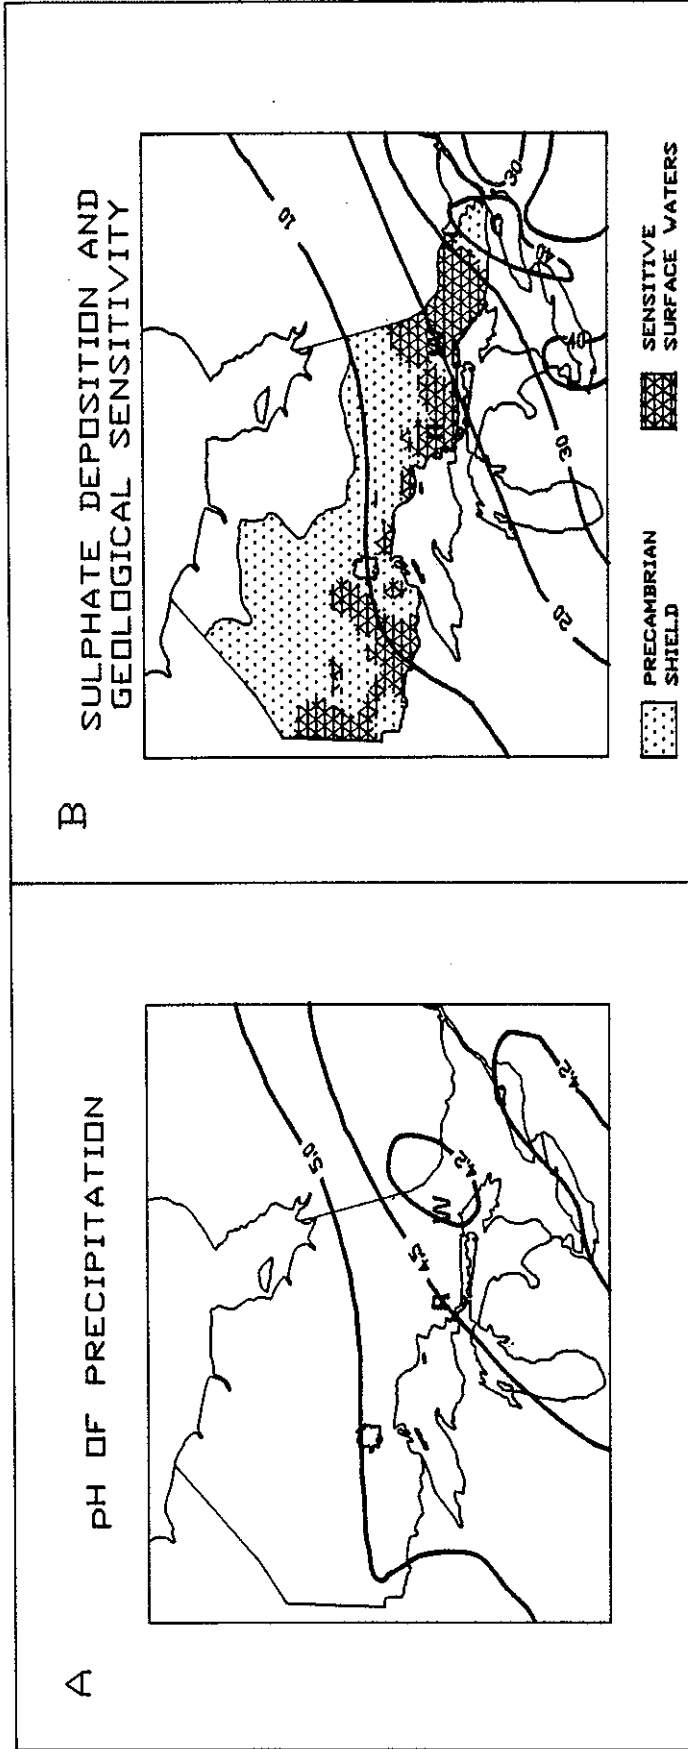 A
pH OF PRECIPITATION
5.0
4.5
4.2
R
W
4.2
B
SULPHATE DEPOSITION AND
GEOLOGICAL SENSITIVITY
10
20
30
40
30
40
PRECAMBRIAN
SHIELD
SENSITIVE
SURFACE WATERS